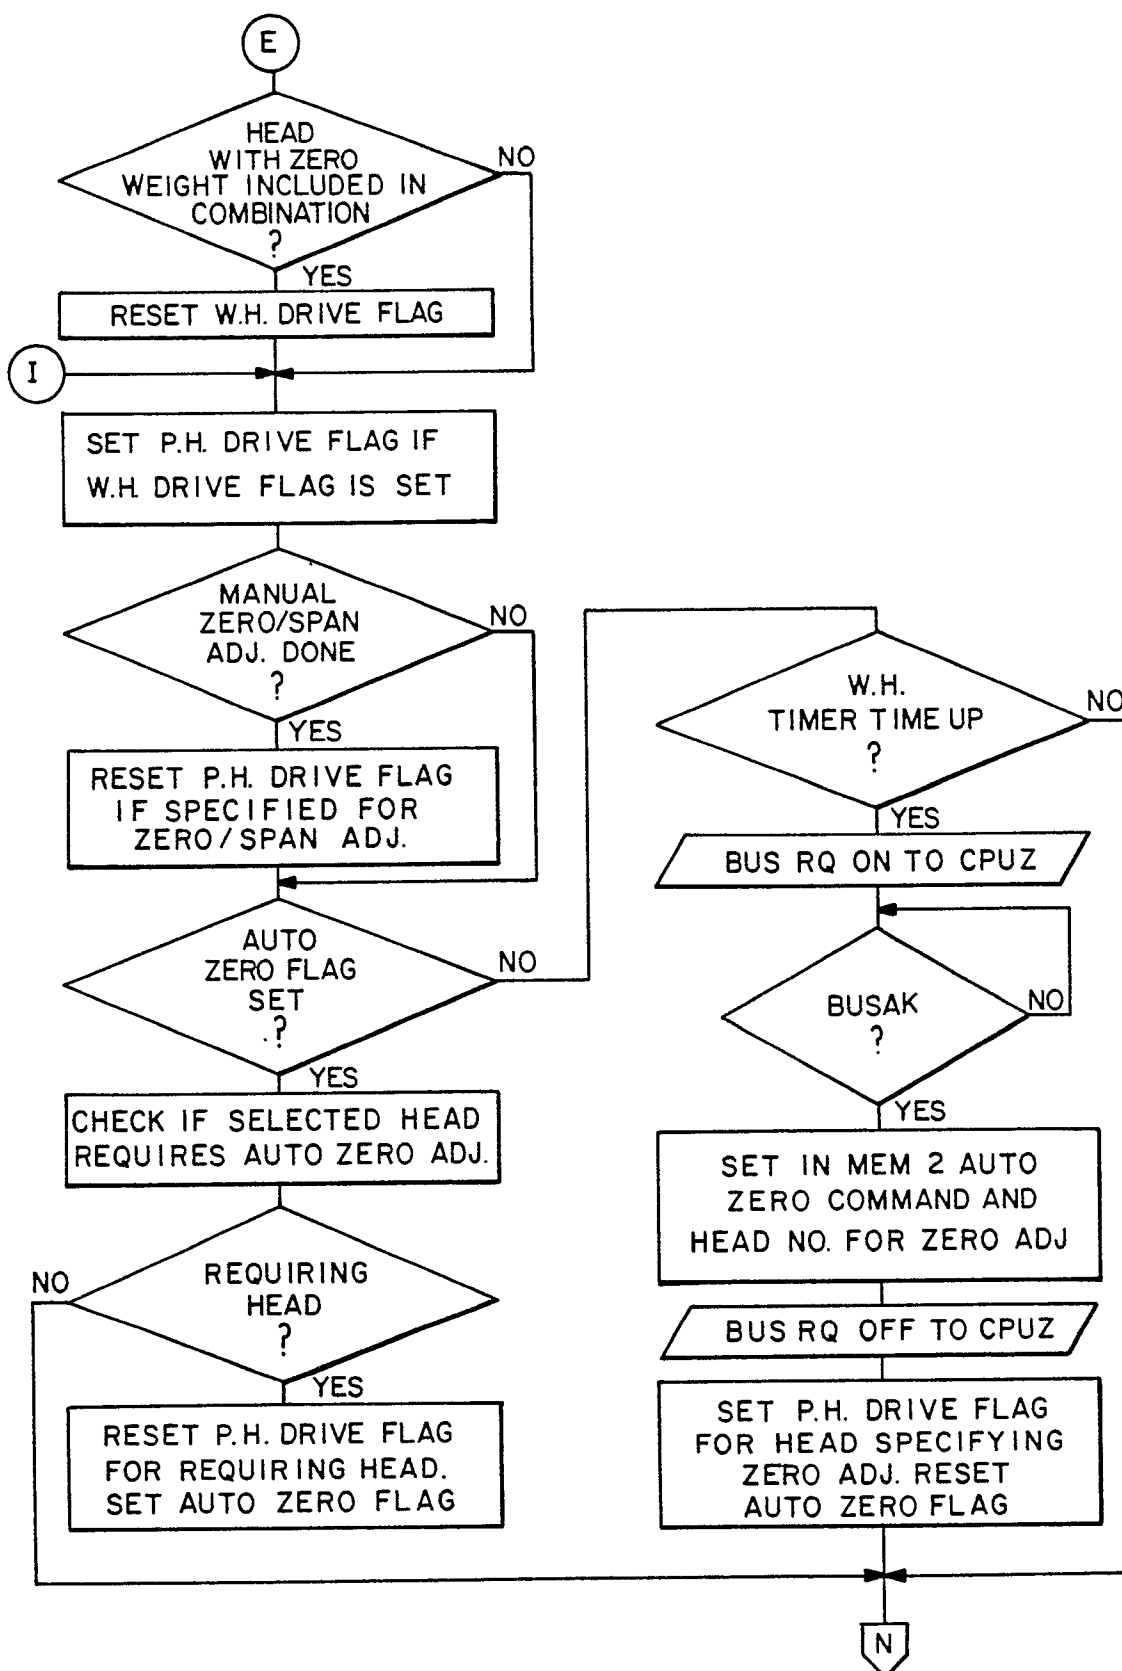 E
HEAD
WITH ZERO
WEIGHT INCLUDED IN
COMBINATION
?
NO
YES
RESET W.H. DRIVE FLAG
I
SET P.H. DRIVE FLAG IF
W.H. DRIVE FLAG IS SET
MANUAL
ZERO/SPAN
ADJ. DONE
?
NO
YES
RESET P.H. DRIVE FLAG
IF SPECIFIED FOR
ZERO/SPAN ADJ.
AUTO
ZERO FLAG
SET
?
NO
YES
CHECK IF SELECTED HEAD
REQUIRES AUTO ZERO ADJ.
REQUIRING
HEAD
?
NO
YES
RESET P.H. DRIVE FLAG
FOR REQUIRING HEAD.
SET AUTO ZERO FLAG
W.H.
TIMER TIME UP
?
NO
YES
BUS RQ ON TO CPUZ
BUSAK
?
NO
YES
SET IN MEM 2 AUTO
ZERO COMMAND AND
HEAD NO. FOR ZERO ADJ
BUS RQ OFF TO CPUZ
SET P.H. DRIVE FLAG
FOR HEAD SPECIFYING
ZERO ADJ. RESET
AUTO ZERO FLAG
N